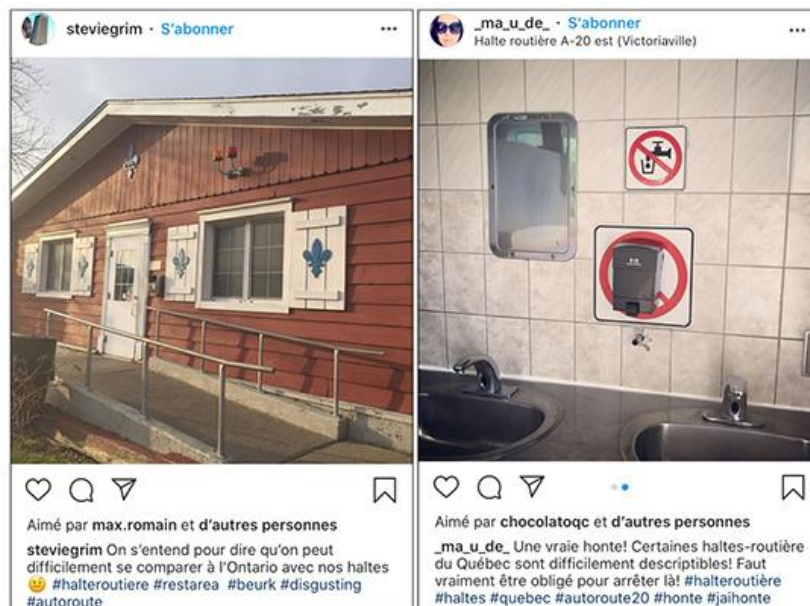 steviegrim · S'abonner
Aimé par max.romain et d'autres personnes
steviegrim On s'entend pour dire qu'on peut
difficilement se comparer à l'Ontario avec nos haltes
😕 #halteroutiere #restarea #beurk #disgusting
#autoroute
_ma_u_de_ · S'abonner
Halte routière A-20 est (Victoriaville)
Aimé par chocolatoqc et d'autres personnes
_ma_u_de_ Une vraie honte! Certaines haltes-routière
du Québec sont difficilement descriptibles! Faut
vraiment être obligé pour arrêter là! #halteroutière
#haltes #quebec #autoroute20 #honte #jaihonte